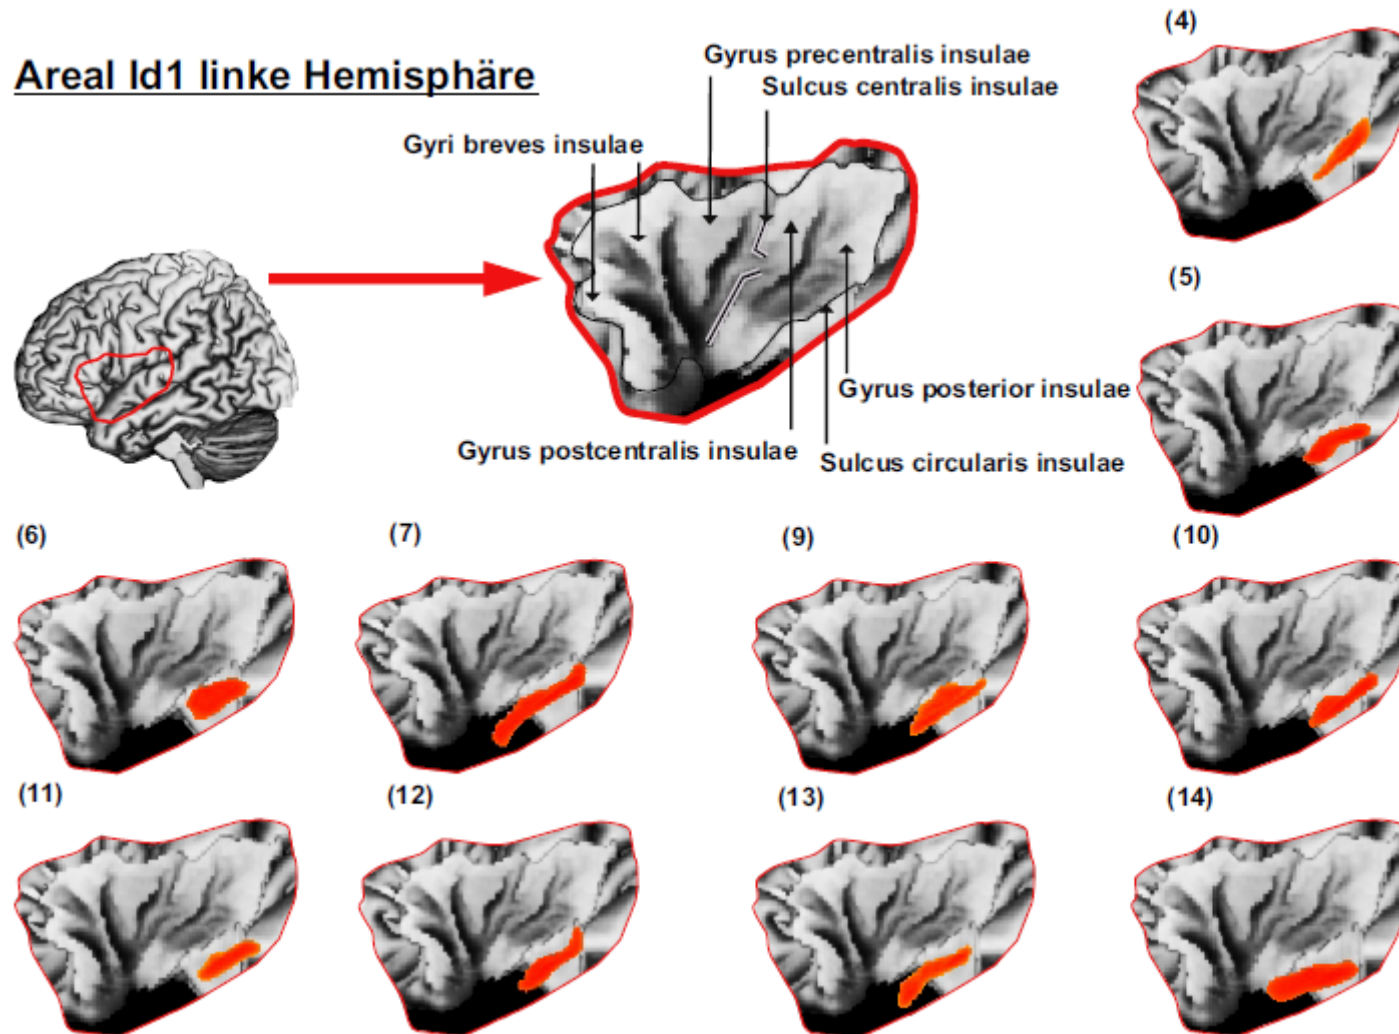 Areal Id1 linke Hemisphäre
Gyrus precentralis insulae
Sulcus centralis insulae
Gyri breves insulae
Gyrus posterior insulae
Gyrus postcentralis insulae
Sulcus circularis insulae
(4)
(5)
(6)
(7)
(9)
(10)
(11)
(12)
(13)
(14)